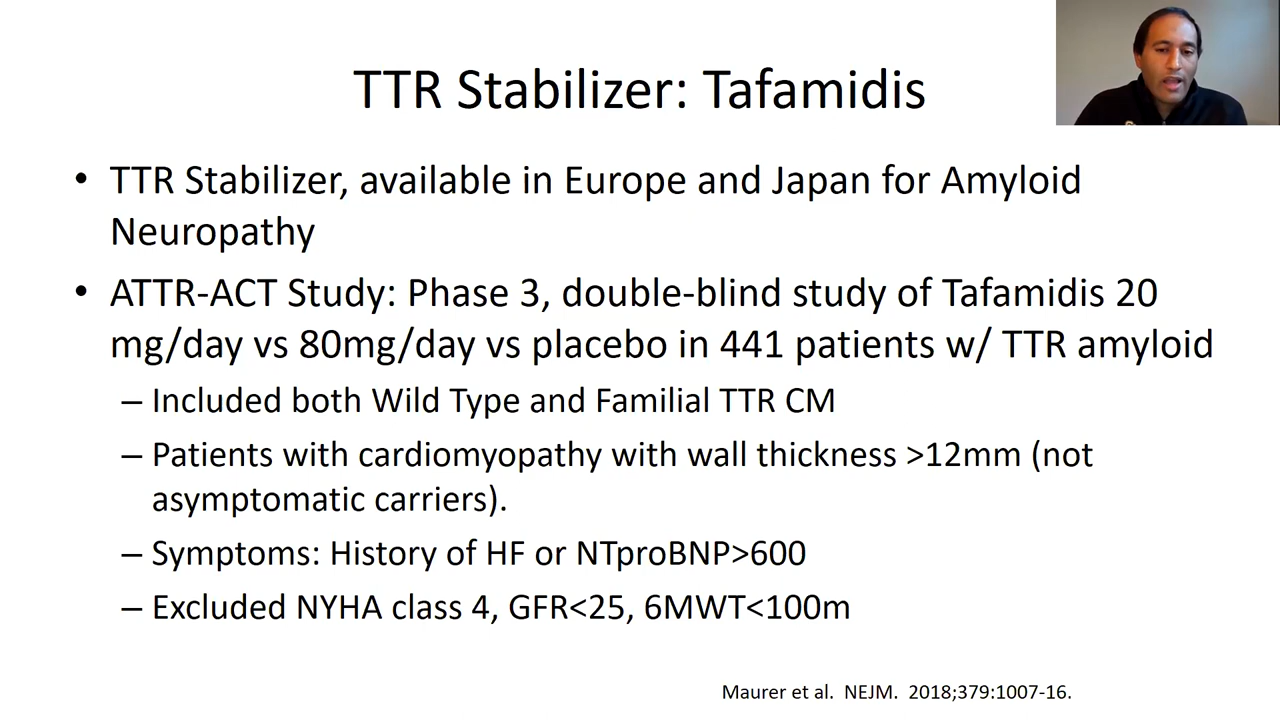 TTR Stabilizer: Tafamidis
• TTR Stabilizer, available in Europe and Japan for Amyloid
Neuropathy
• ATTR-ACT Study: Phase 3, double-blind study of Tafamidis 20
mg/day vs 80mg/day vs placebo in 441 patients w/ TTR amyloid
– Included both Wild Type and Familial TTR CM
– Patients with cardiomyopathy with wall thickness >12mm (not
asymptomatic carriers).
– Symptoms: History of HF or NTproBNP>600
– Excluded NYHA class 4, GFR<25, 6MWT<100m
Maurer et al. NEJM. 2018;379:1007-16.